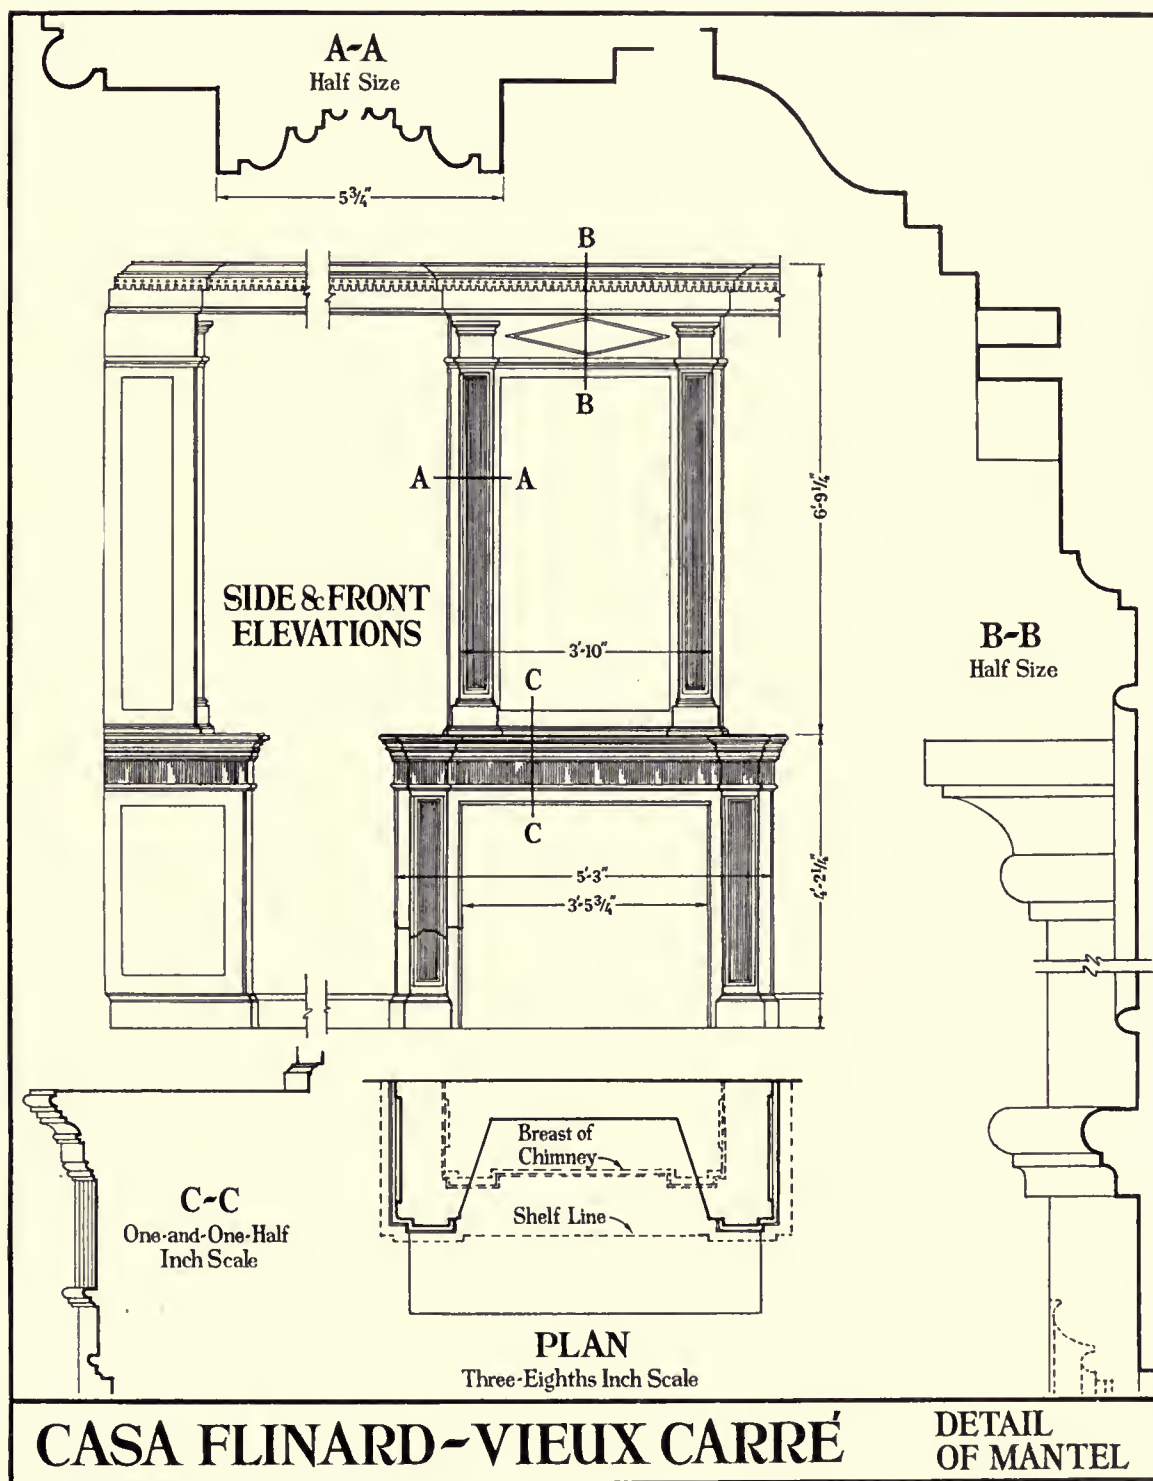 A~A
Half Size
5¾"
B
B
A
A
6'-9¼"
SIDE & FRONT
ELEVATIONS
3'-10"
B~B
Half Size
C
C
5'-3"
3'-5¾"
4'-2¼"
Breast of
Chimney
C~C
One-and-One-Half
Inch Scale
Shelf Line
PLAN
Three-Eighths Inch Scale
CASA FLINARD~VIEUX CARRÉ
DETAIL
OF MANTEL